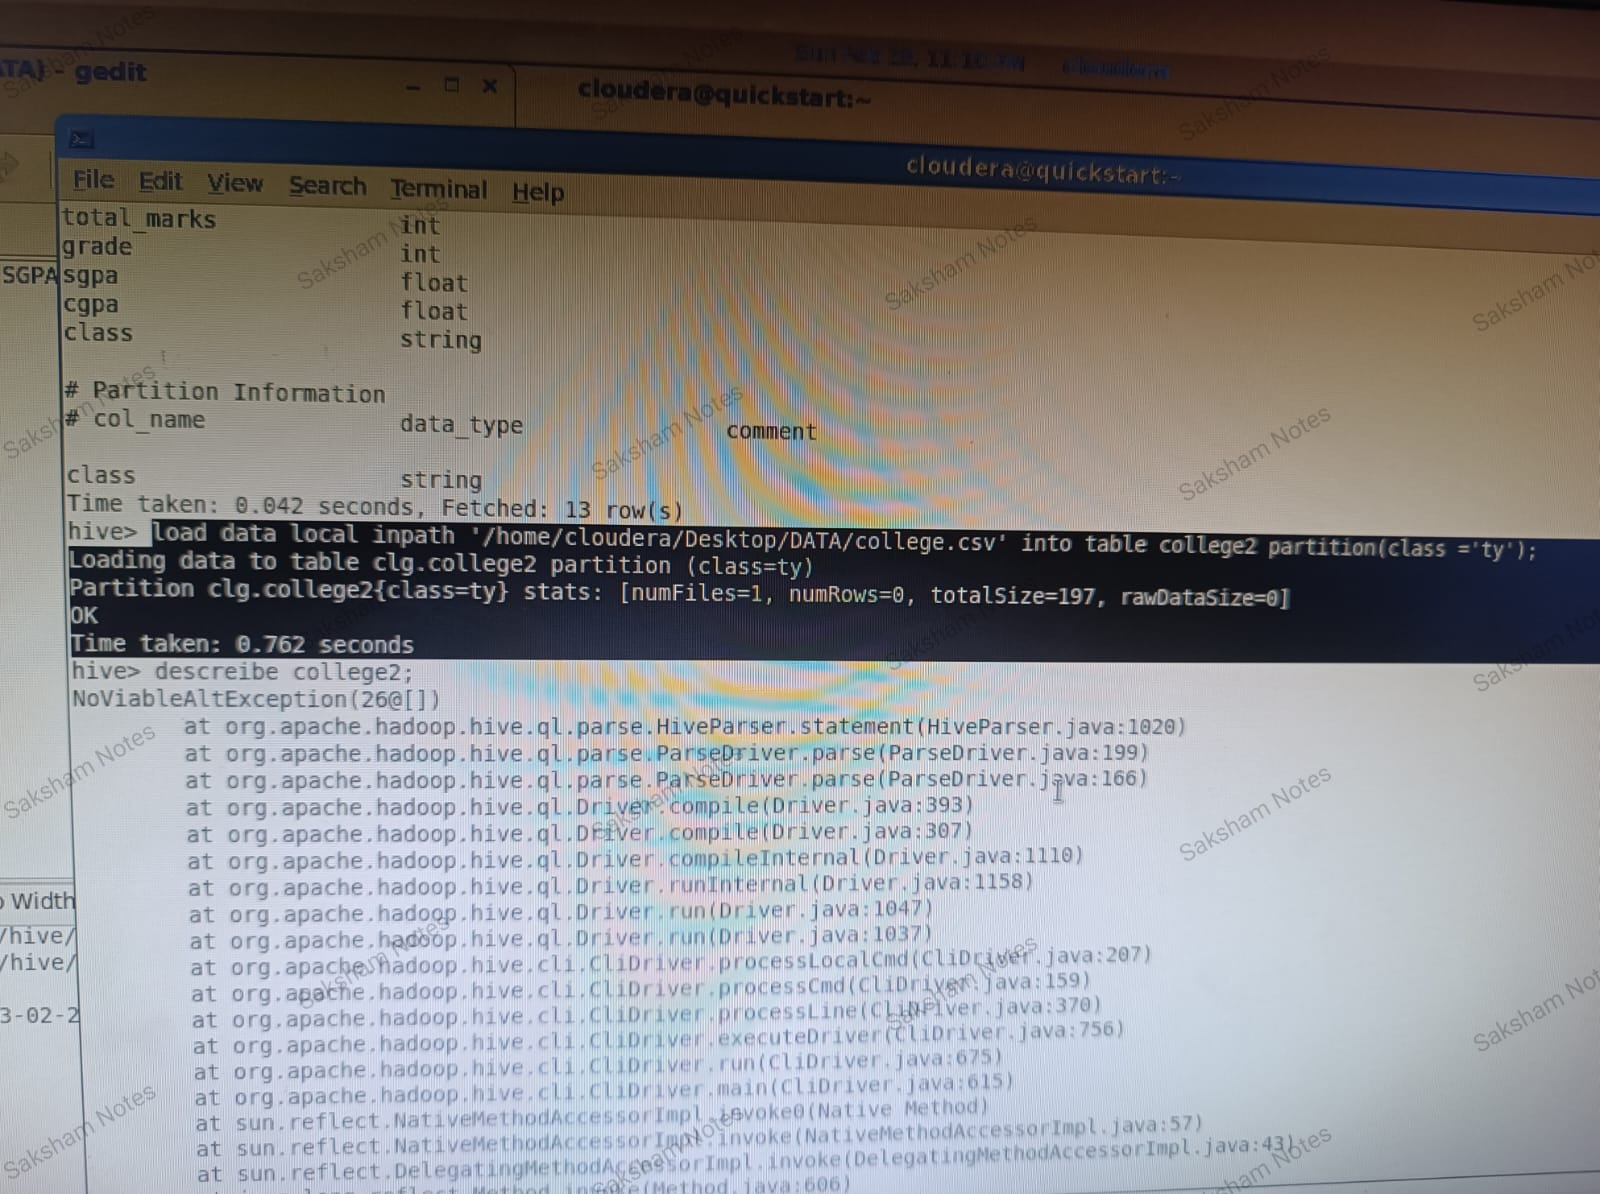 TA) - gedit
cloudera@quickstart:~
cloudera@quickstart:~
File Edit View Search Terminal Help
total_marks int
grade int
SGPA
sgpa float
cgpa float
class string
# Partition Information
# col_name data_type comment
class string
Time taken: 0.042 seconds, Fetched: 13 row(s)
hive> load data local inpath '/home/cloudera/Desktop/DATA/college.csv' into table college2 partition(class ='ty');
Loading data to table clg.college2 partition (class=ty)
Partition clg.college2{class=ty} stats: [numFiles=1, numRows=0, totalSize=197, rawDataSize=0]
OK
Time taken: 0.762 seconds
hive> descreibe college2;
NoViableAltException(26@[])
at org.apache.hadoop.hive.ql.parse.HiveParser.statement(HiveParser.java:1020)
at org.apache.hadoop.hive.ql.parse.ParseDriver.parse(ParseDriver.java:199)
at org.apache.hadoop.hive.ql.parse.ParseDriver.parse(ParseDriver.java:166)
at org.apache.hadoop.hive.ql.Driver.compile(Driver.java:393)
at org.apache.hadoop.hive.ql.Driver.compile(Driver.java:307)
at org.apache.hadoop.hive.ql.Driver.compileInternal(Driver.java:1110)
at org.apache.hadoop.hive.ql.Driver.runInternal(Driver.java:1158)
at org.apache.hadoop.hive.ql.Driver.run(Driver.java:1047)
at org.apache.hadoop.hive.ql.Driver.run(Driver.java:1037)
at org.apache.hadoop.hive.cli.CliDriver.processLocalCmd(CliDriver.java:207)
at org.apache.hadoop.hive.cli.CliDriver.processCmd(CliDriver.java:159)
at org.apache.hadoop.hive.cli.CliDriver.processLine(CliDriver.java:370)
at org.apache.hadoop.hive.cli.CliDriver.executeDriver(CliDriver.java:756)
at org.apache.hadoop.hive.cli.CliDriver.run(CliDriver.java:675)
at org.apache.hadoop.hive.cli.CliDriver.main(CliDriver.java:615)
at sun.reflect.NativeMethodAccessorImpl.invoke0(Native Method)
at sun.reflect.NativeMethodAccessorImpl.invoke(NativeMethodAccessorImpl.java:57)
at sun.reflect.DelegatingMethodAccessorImpl.invoke(DelegatingMethodAccessorImpl.java:43)
Width
/hive/
/hive/
3-02-2
Saksham Notes